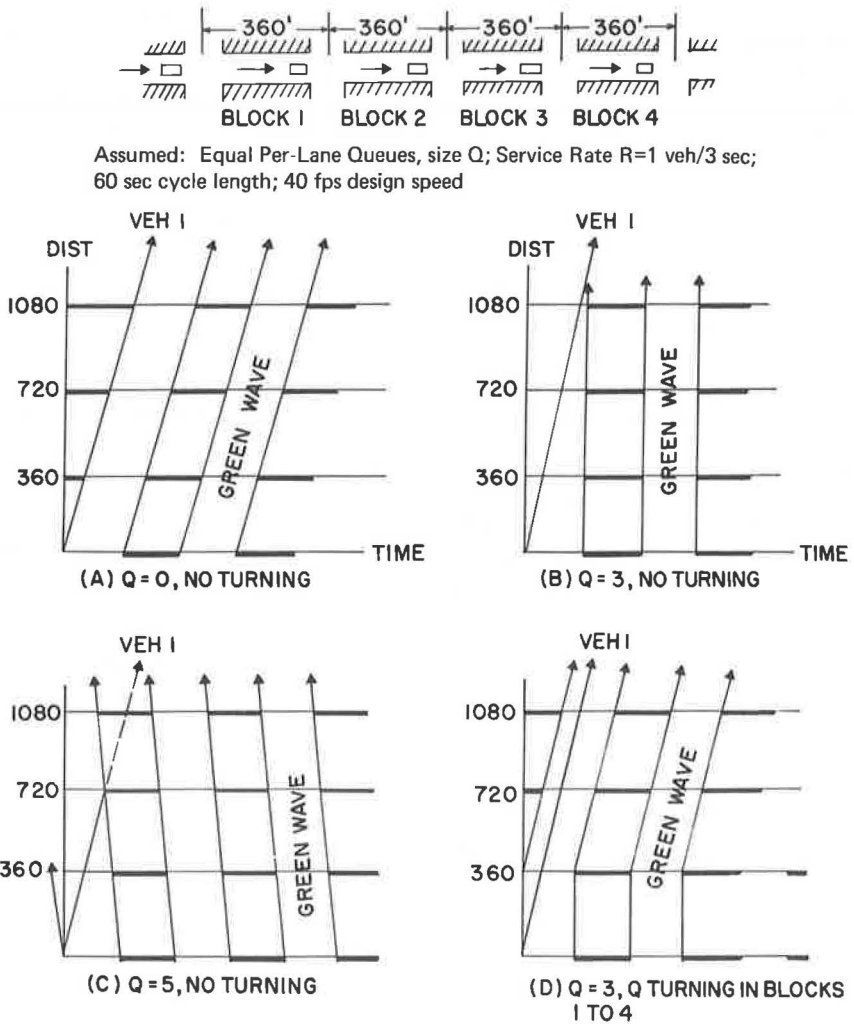 360' 360' 360' 360'
BLOCK 1 BLOCK 2 BLOCK 3 BLOCK 4
Assumed: Equal Per-Lane Queues, size Q; Service Rate R=1 veh/3 sec;
60 sec cycle length; 40 fps design speed
VEH 1
DIST
1080
720
360
GREEN WAVE
TIME
(A) Q = 0, NO TURNING
VEH 1
DIST
1080
720
360
GREEN WAVE
TIME
(B) Q = 3, NO TURNING
VEH 1
1080
720
360
GREEN WAVE
(C) Q = 5, NO TURNING
VEH 1
1080
720
360
GREEN WAVE
(D) Q = 3, Q TURNING IN BLOCKS
1 TO 4